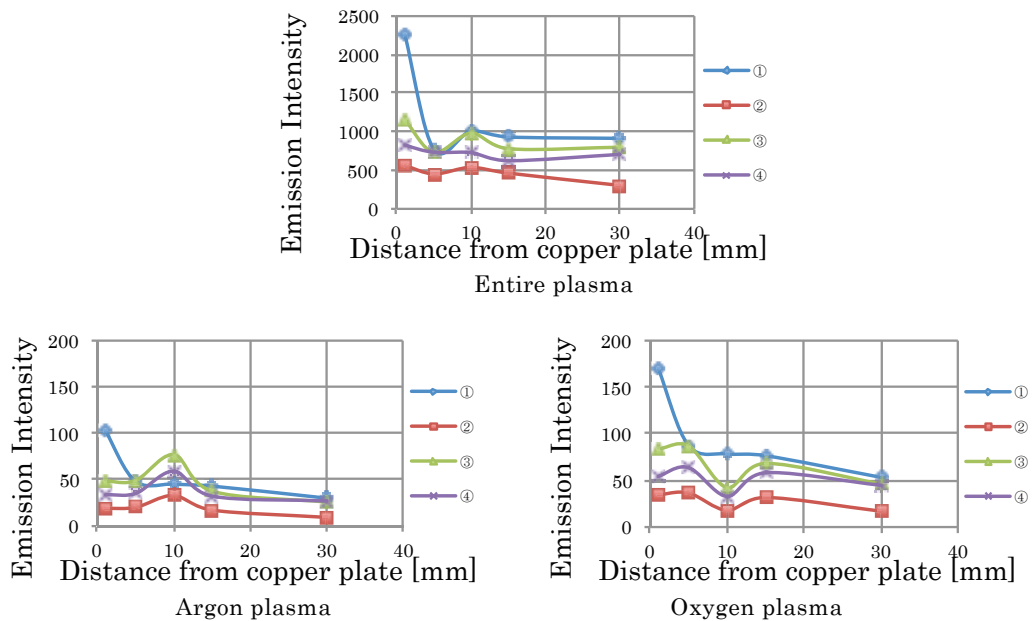 Emission Intensity
2500
2000
1500
1000
500
0
0 10 20 30 40
Distance from copper plate [mm]
①
②
③
④
Entire plasma
Emission Intensity
200
150
100
50
0
0 10 20 30 40
Distance from copper plate [mm]
①
②
③
④
Argon plasma
Emission Intensity
200
150
100
50
0
0 10 20 30 40
Distance from copper plate [mm]
①
②
③
④
Oxygen plasma